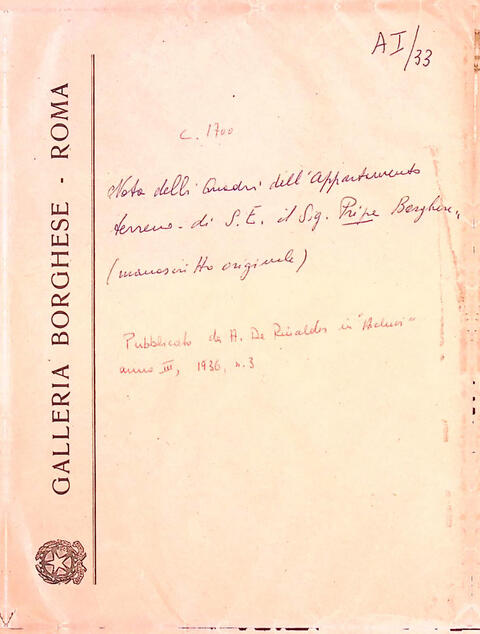 AI/33
GALLERIA BORGHESE - ROMA
c. 1700
Nota delli Quadri dell'Appartamento
terreno di S. E. il Sig. Pripe Borghese"
(manoscritto originale)
Pubblicato da A. De Rinaldis in "Archivi"
anno III, 1936, n. 3